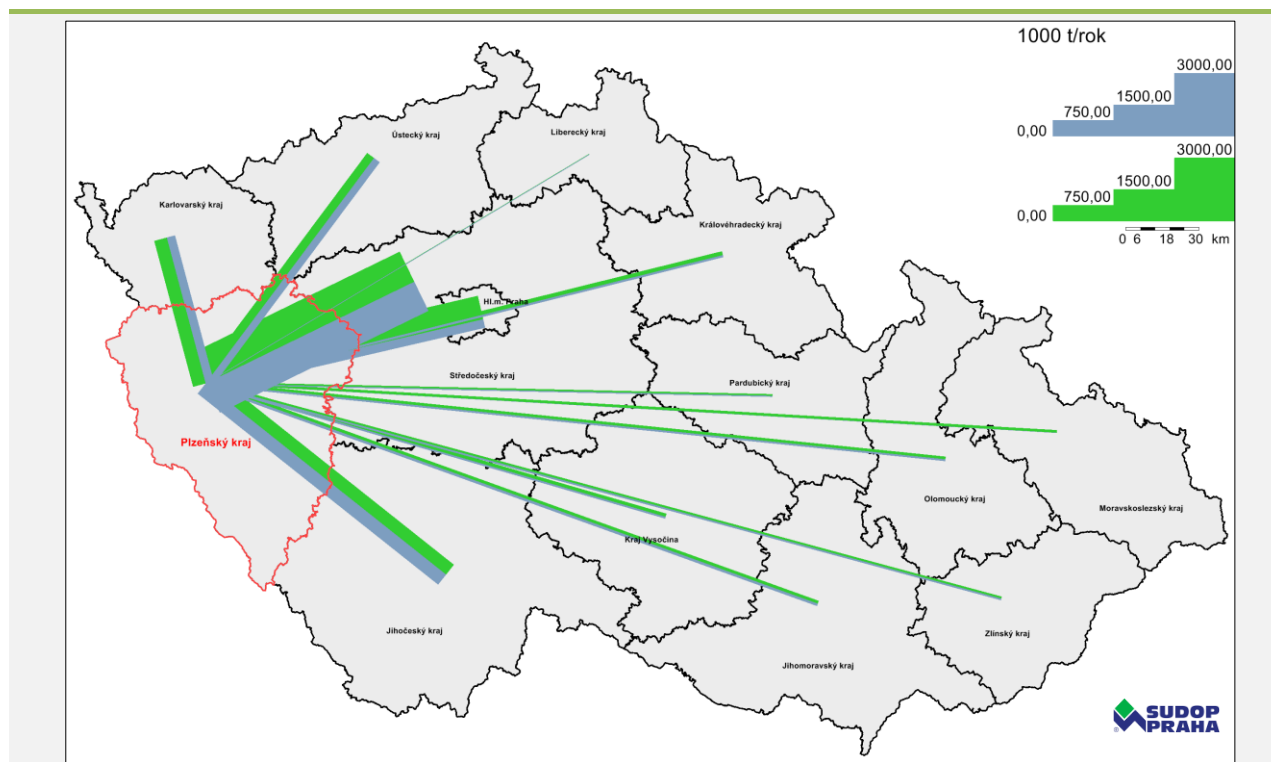 1000 t/rok
3000,00
1500,00
750,00
0,00
3000,00
1500,00
750,00
0,00
0 6 18 30 km
Ústecký kraj
Liberecký kraj
Karlovarský kraj
Královéhradecký kraj
Hl.m. Praha
Středočeský kraj
Pardubický kraj
Plzeňský kraj
Olomoucký kraj
Moravskoslezský kraj
Kraj Vysočina
Jihočeský kraj
Zlínský kraj
Jihomoravský kraj
SUDOP
PRAHA